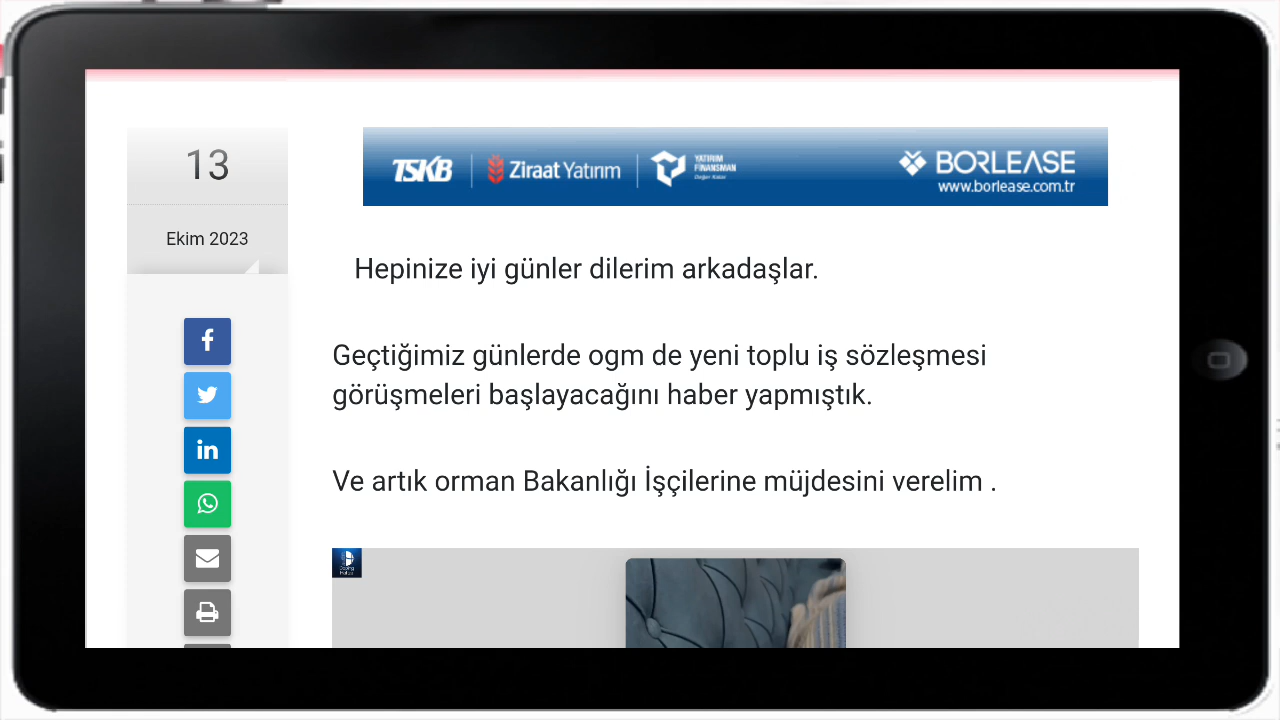 13
Ekim 2023
TSKB
Ziraat Yatırım
YATIRIM
FİNANSMAN
Değer Katar
BORLEASE
www.borlease.com.tr
Hepinize iyi günler dilerim arkadaşlar.
Geçtiğimiz günlerde ogm de yeni toplu iş sözleşmesi
görüşmeleri başlayacağını haber yapmıştık.
Ve artık orman Bakanlığı İşçilerine müjdesini verelim .